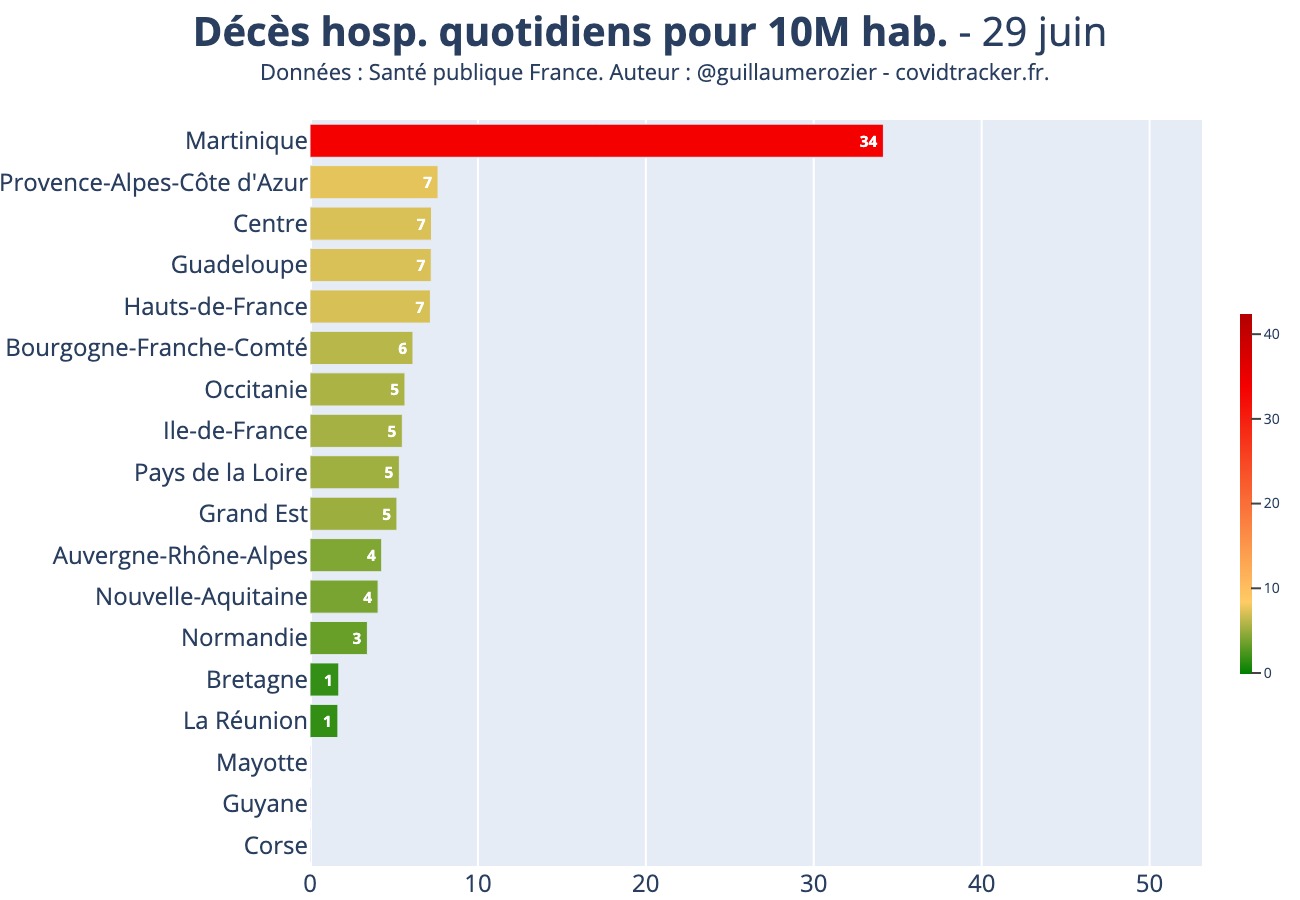 Décès hosp. quotidiens pour 10M hab. - 29 juin
Données : Santé publique France. Auteur : @guillaumerozier - covidtracker.fr.
Martinique 34
Provence-Alpes-Côte d'Azur 7
Centre 7
Guadeloupe 7
Hauts-de-France 7
Bourgogne-Franche-Comté 6
Occitanie 5
Ile-de-France 5
Pays de la Loire 5
Grand Est 5
Auvergne-Rhône-Alpes 4
Nouvelle-Aquitaine 4
Normandie 3
Bretagne 1
La Réunion 1
Mayotte
Guyane
Corse
0 10 20 30 40 50
40
30
20
10
0